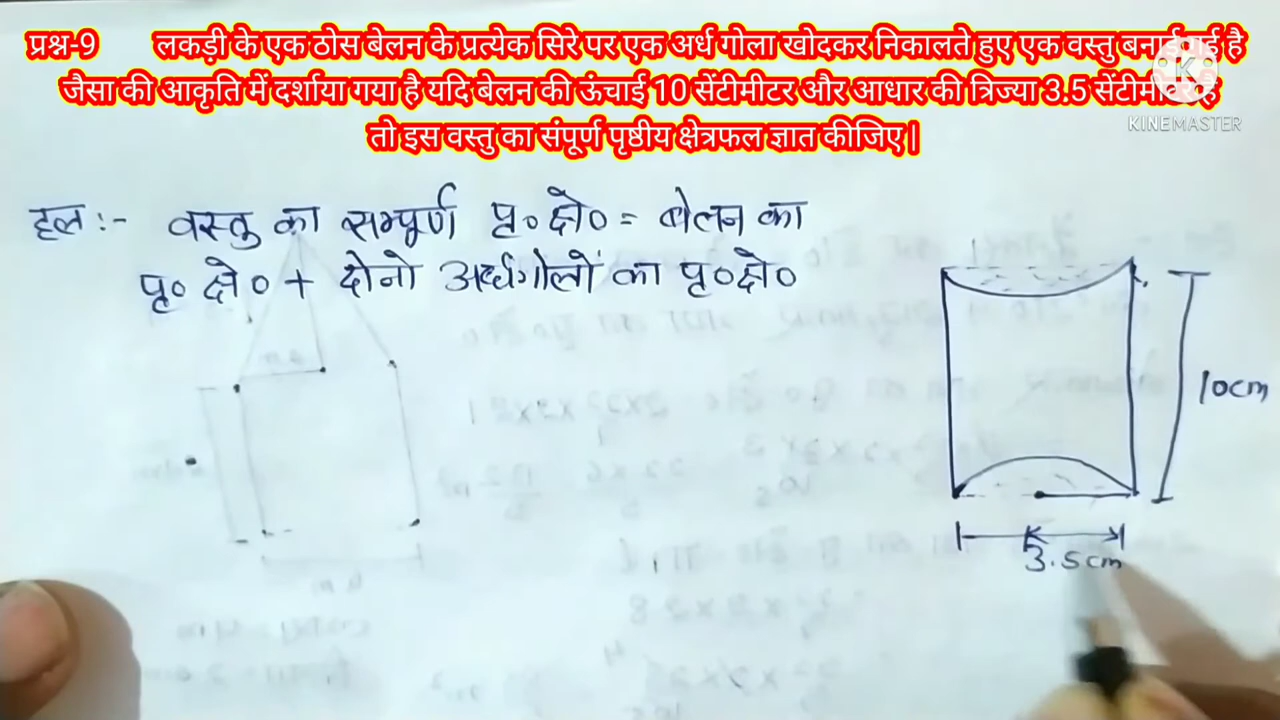 प्रश्न-9 लकड़ी के एक ठोस बेलन के प्रत्येक सिरे पर एक अर्ध गोला खोदकर निकालते हुए एक वस्तु बनाई गई है
जैसा की आकृति में दर्शाया गया है यदि बेलन की ऊंचाई 10 सेंटीमीटर और आधार की त्रिज्या 3.5 सेंटीमीटर है
तो इस वस्तु का संपूर्ण पृष्ठीय क्षेत्रफल ज्ञात कीजिए |
K
KINEMASTER
हल :- वस्तु का सम्पूर्ण पृ० क्षे० = बेलन का
पृ० क्षे० + दोनो अर्धगोलों का पृ०क्षे०
10cm
3.5cm